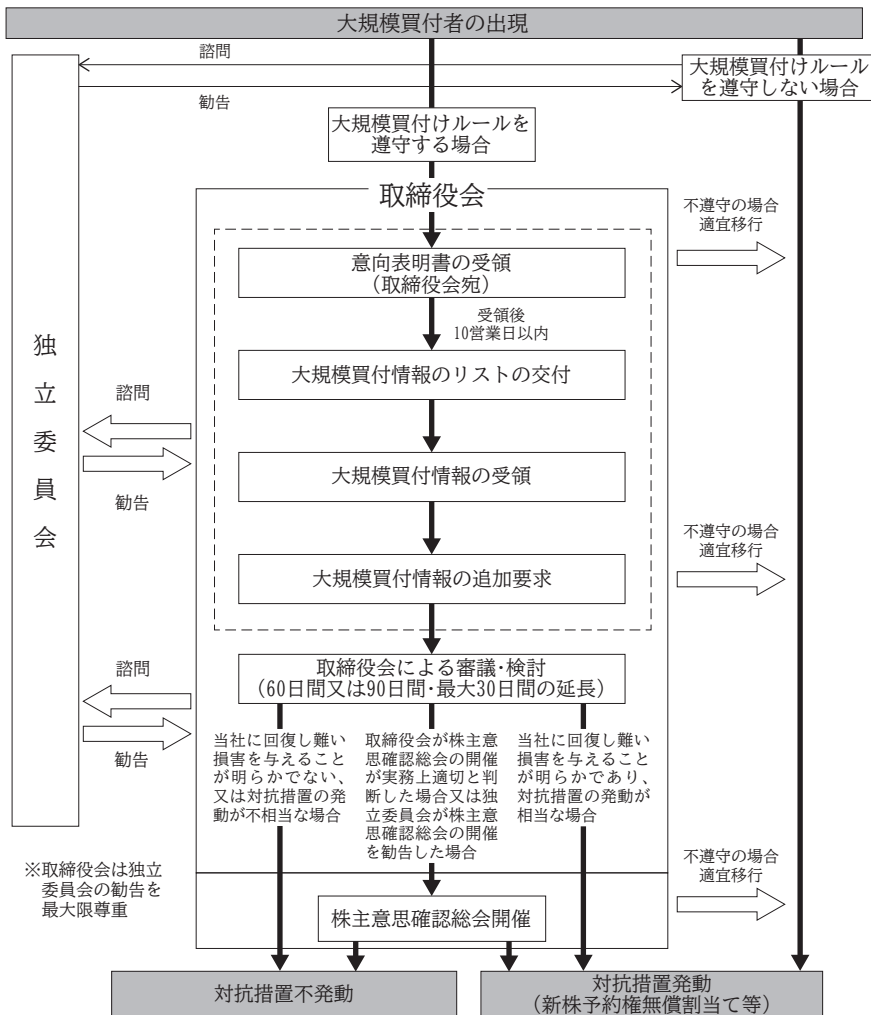 大規模買付者の出現
諮問
勧告
大規模買付けルール
を遵守しない場合
大規模買付けルールを
遵守する場合
取締役会
意向表明書の受領
（取締役会宛）
不遵守の場合
適宜移行
受領後
10営業日以内
大規模買付情報のリストの交付
独立委員会
諮問
勧告
大規模買付情報の受領
大規模買付情報の追加要求
不遵守の場合
適宜移行
取締役会による審議・検討
（60日間又は90日間・最大30日間の延長）
諮問
勧告
当社に回復し難い
損害を与えること
が明らかでない、
又は対抗措置の発
動が不相当な場合
取締役会が株主意
思確認総会の開催
が実務上適切と判
断した場合又は独
立委員会が株主意
思確認総会の開催
を勧告した場合
当社に回復し難い
損害を与えること
が明らかであり、
対抗措置の発動が
相当な場合
※取締役会は独立
委員会の勧告を
最大限尊重
不遵守の場合
適宜移行
株主意思確認総会開催
対抗措置不発動
対抗措置発動
（新株予約権無償割当て等）